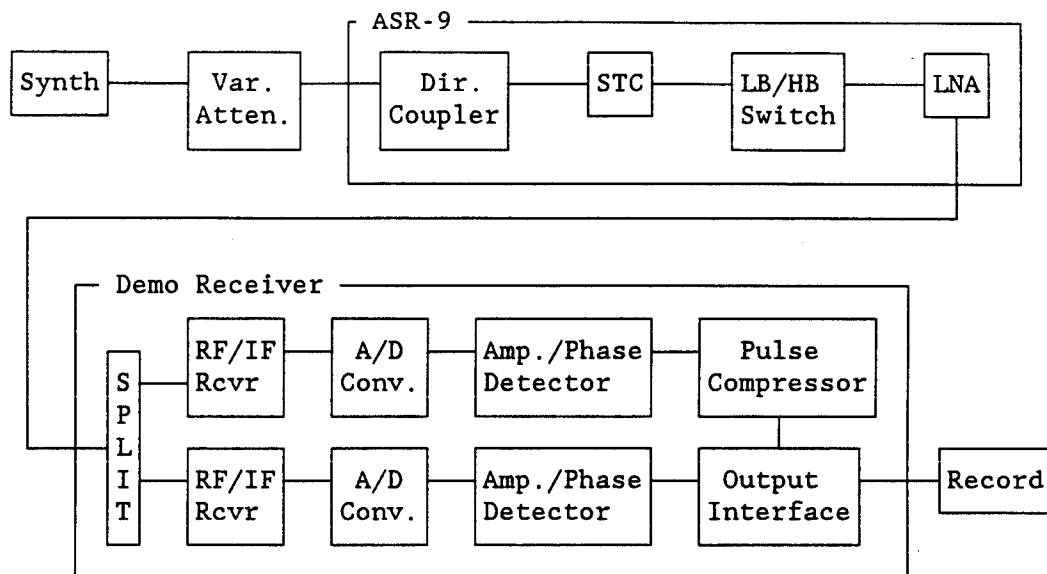 ASR-9
Synth
Var.
Atten.
Dir.
Coupler
STC
LB/HB
Switch
LNA
Demo Receiver
SPLIT
RF/IF
Rcvr
A/D
Conv.
Amp./Phase
Detector
Pulse
Compressor
RF/IF
Rcvr
A/D
Conv.
Amp./Phase
Detector
Output
Interface
Record